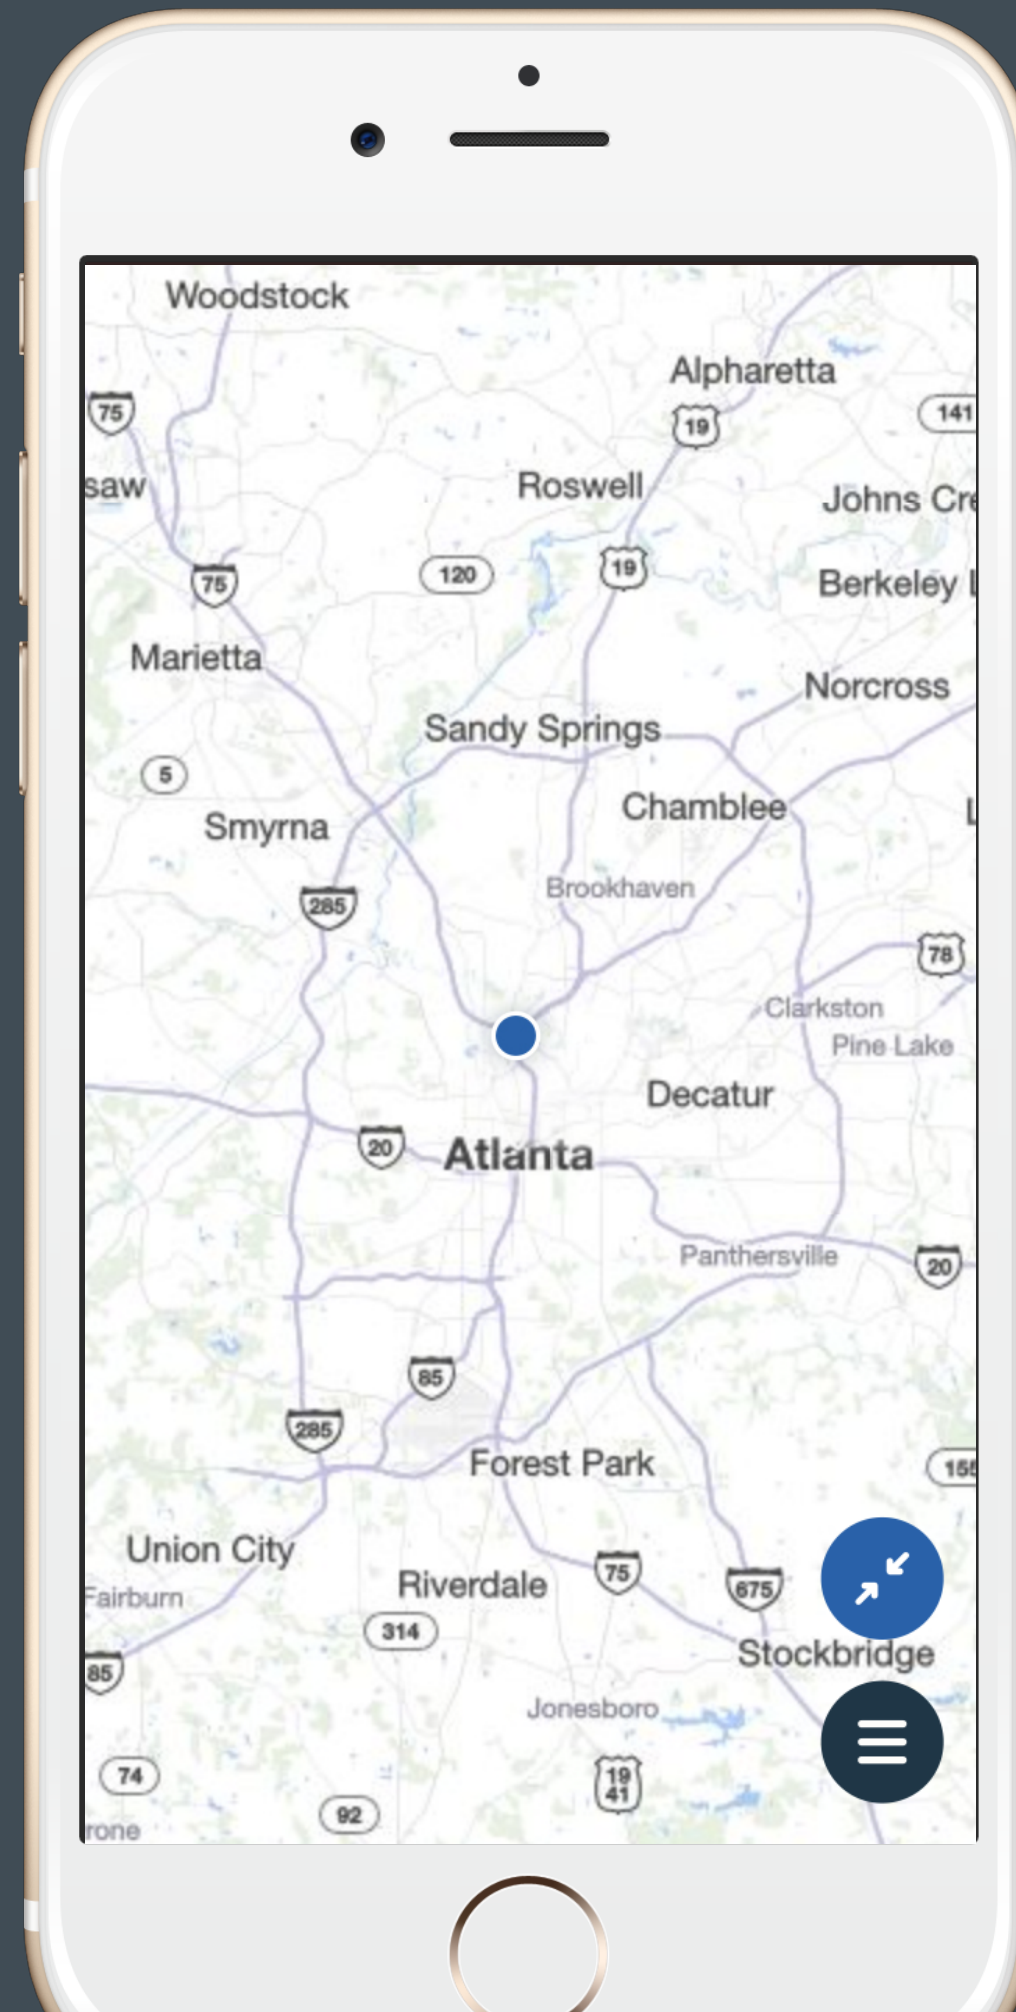 Woodstock
Alpharetta
75
19
141
saw
Roswell
Johns Cre
75
120
19
Berkeley L
Marietta
Norcross
Sandy Springs
5
Chamblee
L
Smyrna
Brookhaven
285
78
Clarkston
Pine Lake
Decatur
20
Atlanta
Panthersville
20
85
285
Forest Park
155
Union City
75
675
Riverdale
Fairburn
314
Stockbridge
85
Jonesboro
74
19
41
92
rone